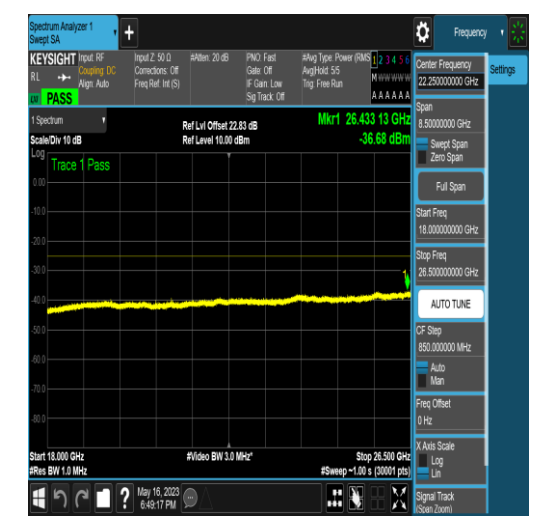 Spectrum Analyzer 1
Swept SA
Frequency
KEYSIGHT
RL
Input: RF
Coupling: DC
Align: Auto
Input Z: 50 Ω
Corrections: Off
Freq Ref: Int (S)
#Atten: 20 dB
PNO: Fast
Gate: Off
IF Gain: Low
Sig Track: Off
#Avg Type: Power (RMS
Avg|Hold: 5/5
Trig: Free Run
1 2 3 4 5 6
M W W W W W
A A A A A A
PASS
1 Spectrum
Scale/Div 10 dB
Ref Lvl Offset 22.83 dB
Ref Level 10.00 dBm
Mkr1 26.433 13 GHz
-36.68 dBm
Log
Trace 1 Pass
0.00
-10.0
-20.0
-30.0
-40.0
-50.0
-60.0
-70.0
-80.0
1
Start 18.000 GHz
#Res BW 1.0 MHz
#Video BW 3.0 MHz*
Stop 26.500 GHz
#Sweep ~1.00 s (30001 pts)
May 16, 2023
6:49:17 PM
Center Frequency
22.250000000 GHz
Settings
Span
8.50000000 GHz
Swept Span
Zero Span
Full Span
Start Freq
18.000000000 GHz
Stop Freq
26.500000000 GHz
AUTO TUNE
CF Step
850.000000 MHz
Auto
Man
Freq Offset
0 Hz
X Axis Scale
Log
Lin
Signal Track
(Span Zoom)